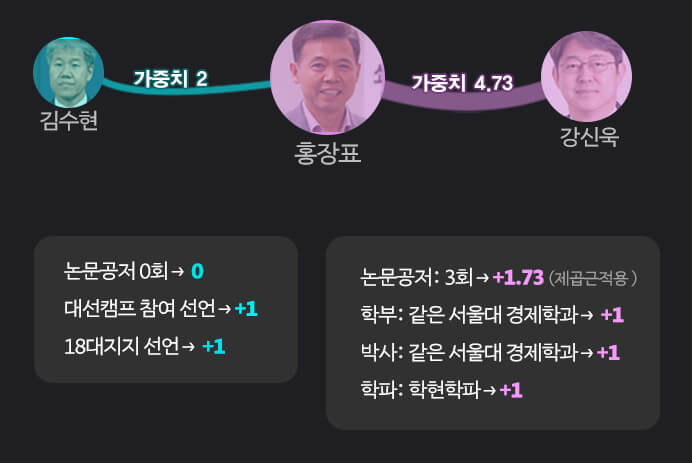 가중치 2
가중치 4.73
김수현
홍장표
강신욱
논문공저 0회→ 0
대선캠프 참여 선언→+1
18대지지 선언→ +1
논문공저: 3회→+1.73 (제곱근적용 )
학부: 같은 서울대 경제학과→ +1
박사: 같은 서울대 경제학과→+1
학파: 학현학파→+1